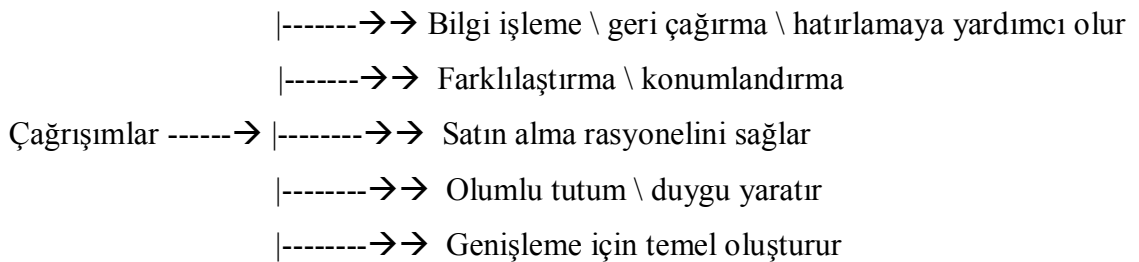 |-------→→ Bilgi işleme \ geri çağırma \ hatırlamaya yardımcı olur
|-------→→ Farklılaştırma \ konumlandırma
Çağrışımlar ------→ |--------→→ Satın alma rasyonelini sağlar
|--------→→ Olumlu tutum \ duygu yaratır
|--------→→ Genişleme için temel oluşturur